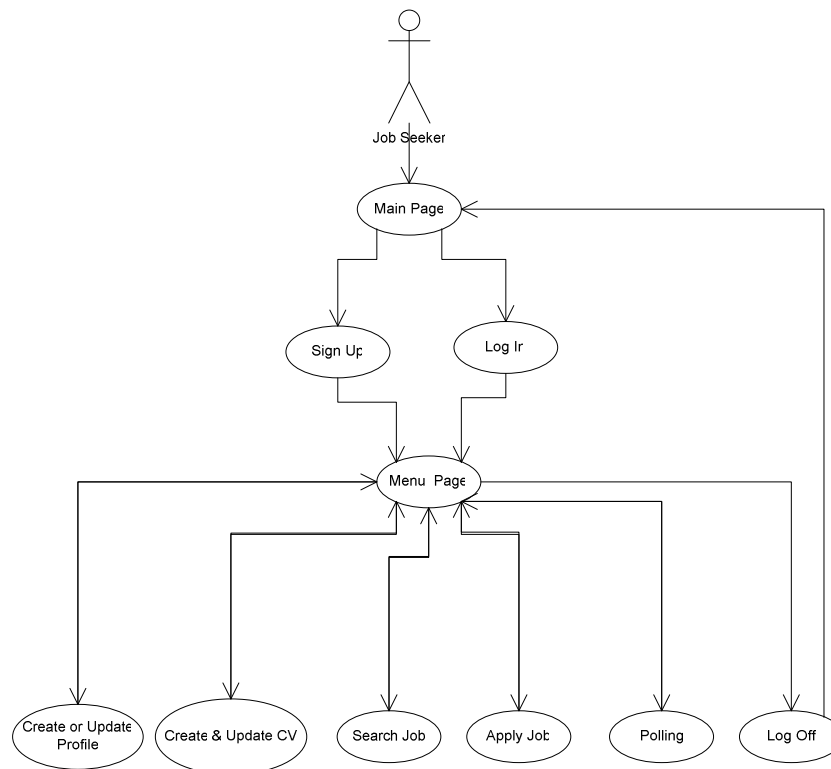 Job Seeker
Main Page
Sign Up
Log In
Menu Page
Create or Update
Profile
Create & Update CV
Search Job
Apply Job
Polling
Log Off